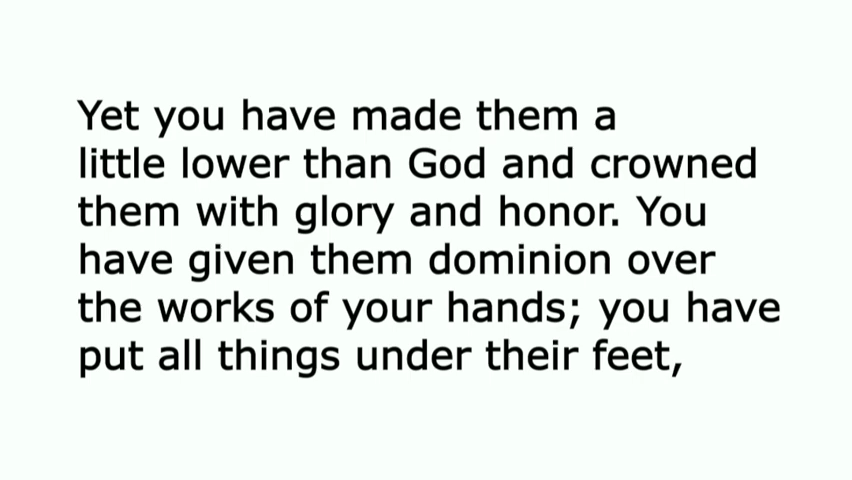 Yet you have made them a
little lower than God and crowned
them with glory and honor. You
have given them dominion over
the works of your hands; you have
put all things under their feet,